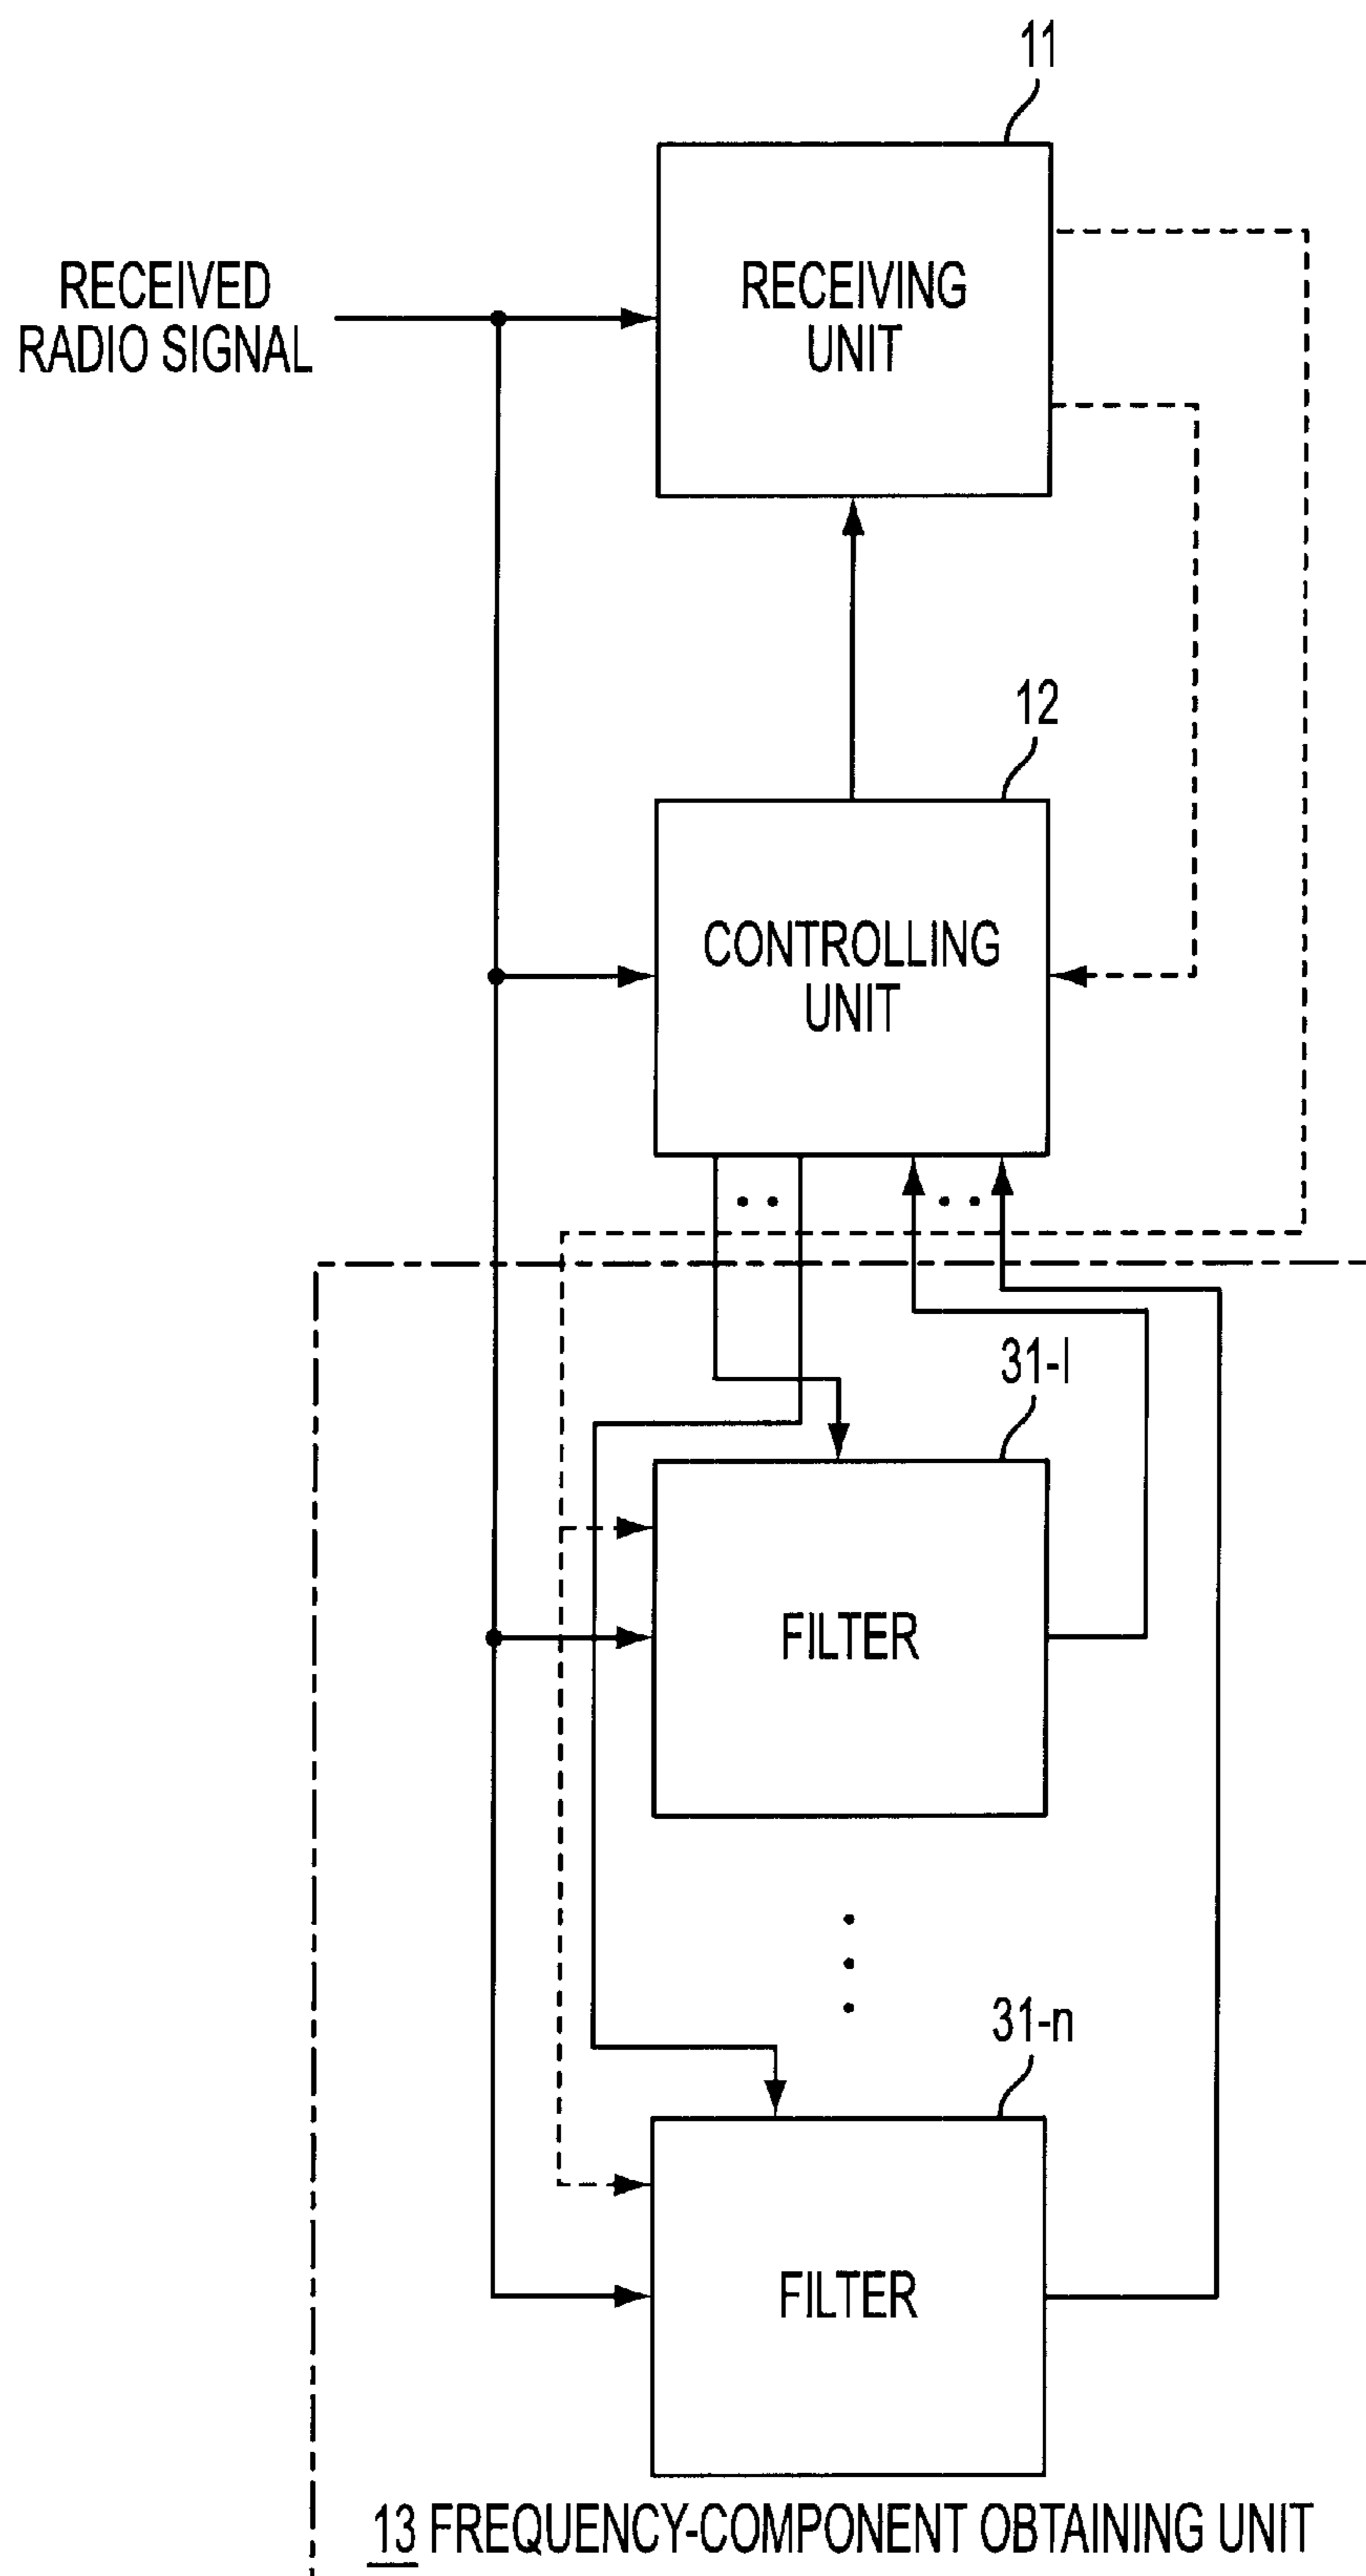 11
RECEIVED
RADIO SIGNAL
RECEIVING
UNIT
12
CONTROLLING
UNIT
31-l
FILTER
31-n
FILTER
13 FREQUENCY-COMPONENT OBTAINING UNIT